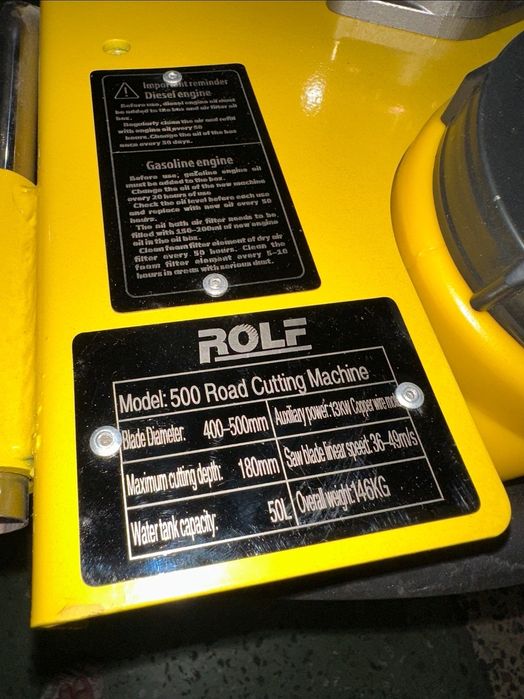 Important reminder
Diesel engine
Before use, diesel engine oil must
be added to the box and air filter oil
box.
Regularly clean the air and refill
with engine oil,every 50
hours.Change the oil of the box
once every 30 days.
Gasoline engine
Before use, gasoline engine oil
must be added to the box.
Change the oil of the new machine
every 20 hours of use
Check the oil level before each use
and replace with new oil every 50
hours.
The oil bath air filter needs to be
filled with 150-200ml of new engine
oil in the oil box.
Clean foam filter element of dry air
filter every 50 hours. Clean the
foam filter element every 5-10
hours in areas with serious dust.
ROLF
Model: 500 Road Cutting Machine
Blade Diameter: 400-500mm Auxiliary power: 13KW Copper wire
Maximum cutting depth: 180mm Saw blade linear speed: 36-49m/s
Water tank capacity: 50L Overall weight: 146KG